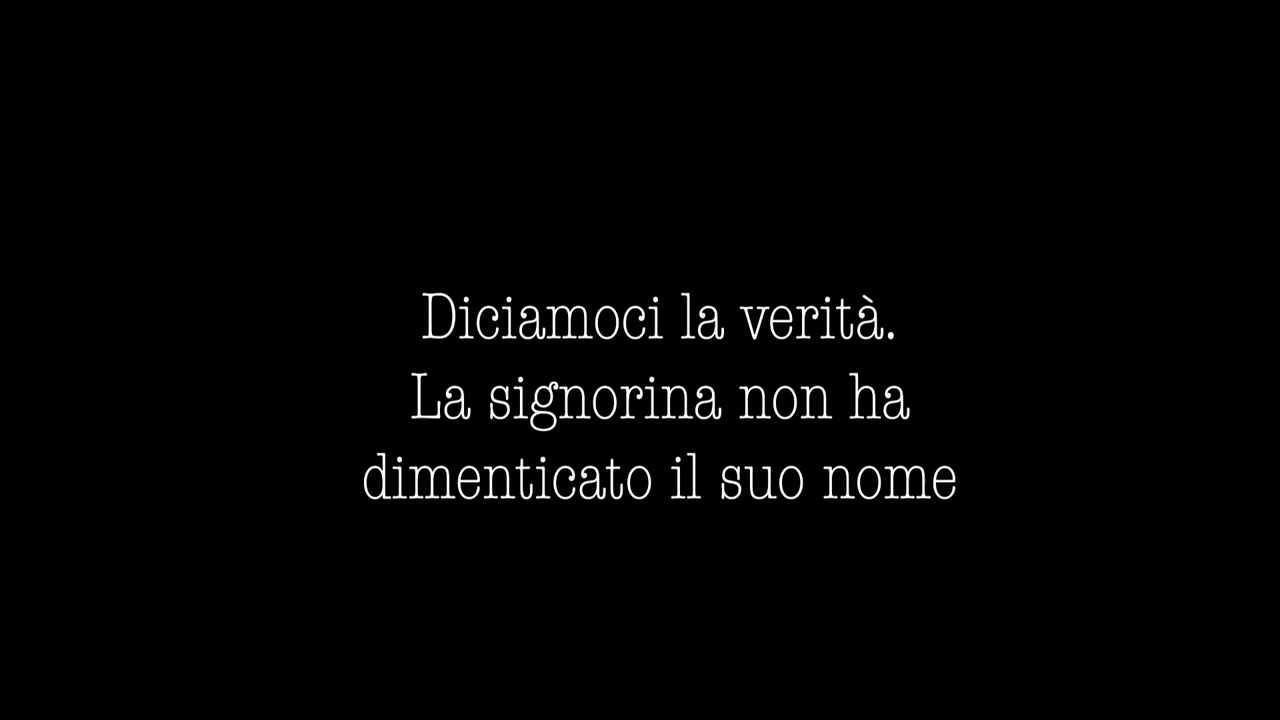 Diciamoci la verità.
La signorina non ha
dimenticato il suo nome